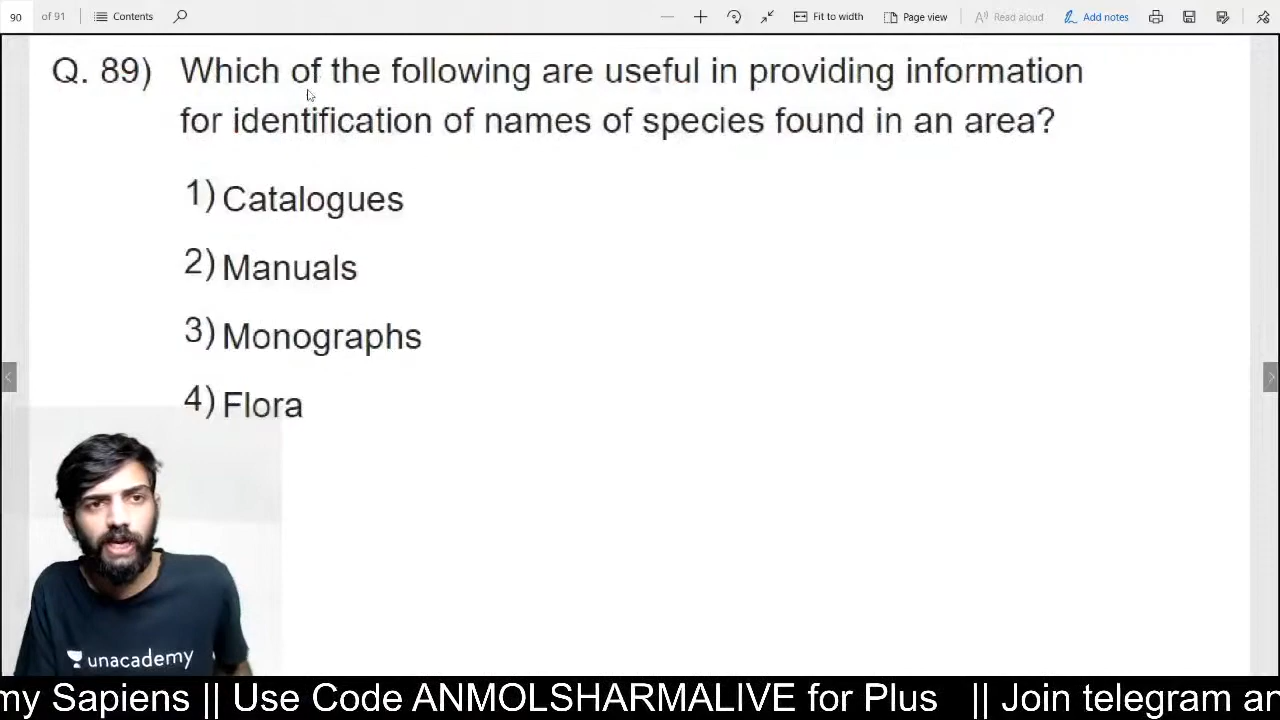 90 of 91 Contents Fit to width Page view Read aloud Add notes
Q. 89) Which of the following are useful in providing information
for identification of names of species found in an area?
1) Catalogues
2) Manuals
3) Monographs
4) Flora
unacademy
my Sapiens || Use Code ANMOLSHARMALIVE for Plus || Join telegram an